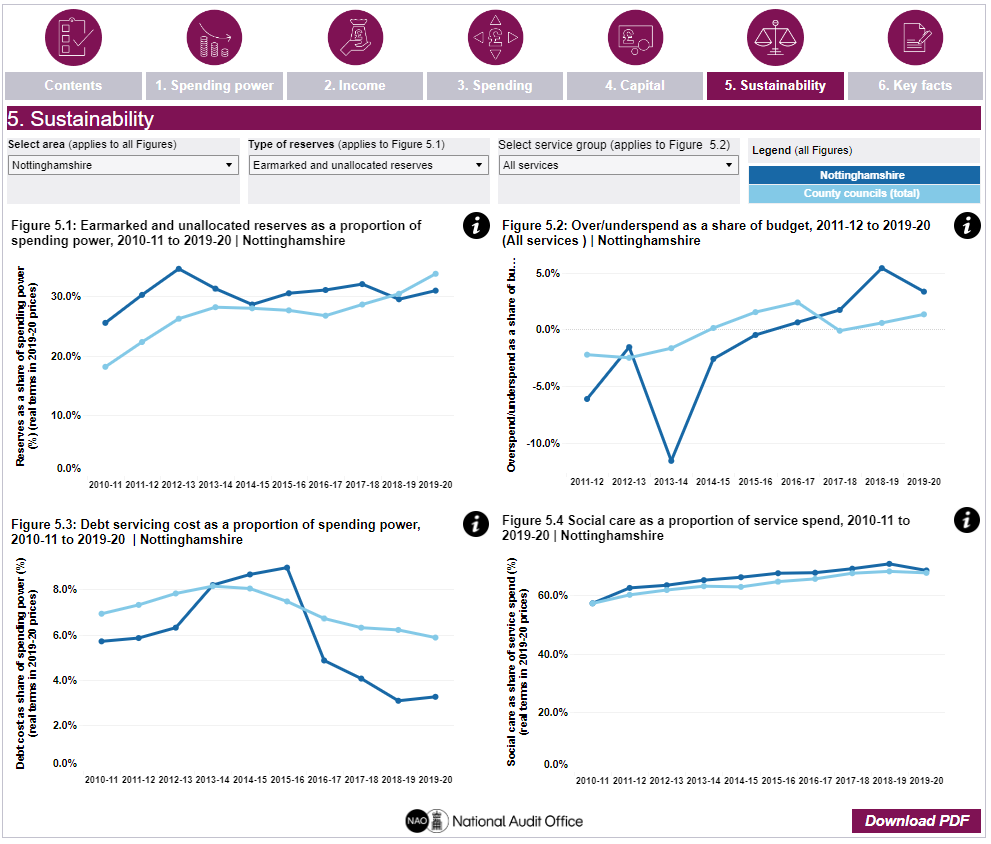 Contents
1. Spending power
2. Income
3. Spending
4. Capital
5. Sustainability
6. Key facts
5. Sustainability
Select area (applies to all Figures)
Nottinghamshire
Type of reserves (applies to Figure 5.1)
Earmarked and unallocated reserves
Select service group (applies to Figure 5.2)
All services
Legend (all Figures)
Nottinghamshire
County councils (total)
Figure 5.1: Earmarked and unallocated reserves as a proportion of
spending power, 2010-11 to 2019-20 | Nottinghamshire
i
Reserves as a share of spending power
(%) (real terms in 2019-20 prices)
30.0%
20.0%
10.0%
0.0%
2010-11 2011-12 2012-13 2013-14 2014-15 2015-16 2016-17 2017-18 2018-19 2019-20
Figure 5.2: Over/underspend as a share of budget, 2011-12 to 2019-20
(All services ) | Nottinghamshire
i
Overspend/underspend as a share of bu...
5.0%
0.0%
-5.0%
-10.0%
2011-12 2012-13 2013-14 2014-15 2015-16 2016-17 2017-18 2018-19 2019-20
Figure 5.3: Debt servicing cost as a proportion of spending power,
2010-11 to 2019-20 | Nottinghamshire
i
Debt cost as share of spending power (%)
(real terms in 2019-20 prices)
8.0%
6.0%
4.0%
2.0%
0.0%
2010-11 2011-12 2012-13 2013-14 2014-15 2015-16 2016-17 2017-18 2018-19 2019-20
Figure 5.4 Social care as a proportion of service spend, 2010-11 to
2019-20 | Nottinghamshire
i
Social care as share of service spend (%)
(real terms in 2019-20 prices)
60.0%
40.0%
20.0%
0.0%
2010-11 2011-12 2012-13 2013-14 2014-15 2015-16 2016-17 2017-18 2018-19 2019-20
NAO National Audit Office
Download PDF